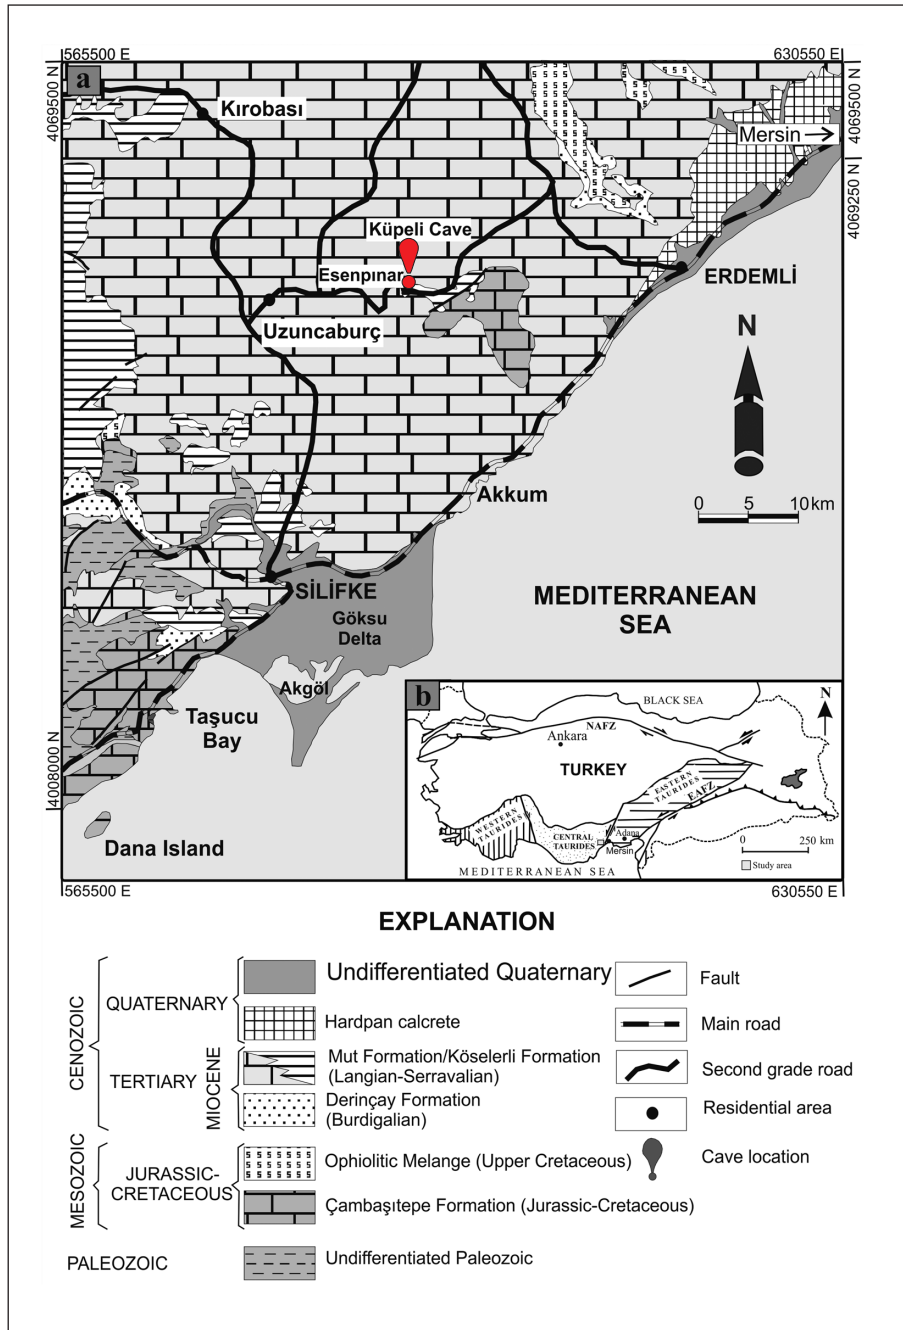 565500 E
630550 E
4069500 N
a
Kırobası
4069500 N
Mersin
4069250 N
Küpeli Cave
Esenpınar
ERDEMLİ
Uzuncaburç
N
Akkum
0 5 10 km
SİLİFKE
Göksu
Delta
MEDITERRANEAN
SEA
Akgöl
Taşucu
Bay
4008000 N
Dana Island
b
BLACK SEA
N
NAFZ
Ankara
TURKEY
EASTERN
TAURIDES
EAFZ
WESTERN
TAURIDES
CENTRAL
TAURIDES
Adana
Mersin
0 250 km
Study area
MEDITERRANEAN SEA
565500 E
630550 E
EXPLANATION
CENOZOIC
QUATERNARY
Undifferentiated Quaternary
Hardpan calcrete
TERTIARY
MIOCENE
Mut Formation/Köselerli Formation
(Langian-Serravalian)
Derinçay Formation
(Burdigalian)
MESOZOIC
JURASSIC-
CRETACEOUS
Ophiolitic Melange (Upper Cretaceous)
Çambaşıtepe Formation (Jurassic-Cretaceous)
PALEOZOIC
Undifferentiated Paleozoic
Fault
Main road
Second grade road
Residential area
Cave location